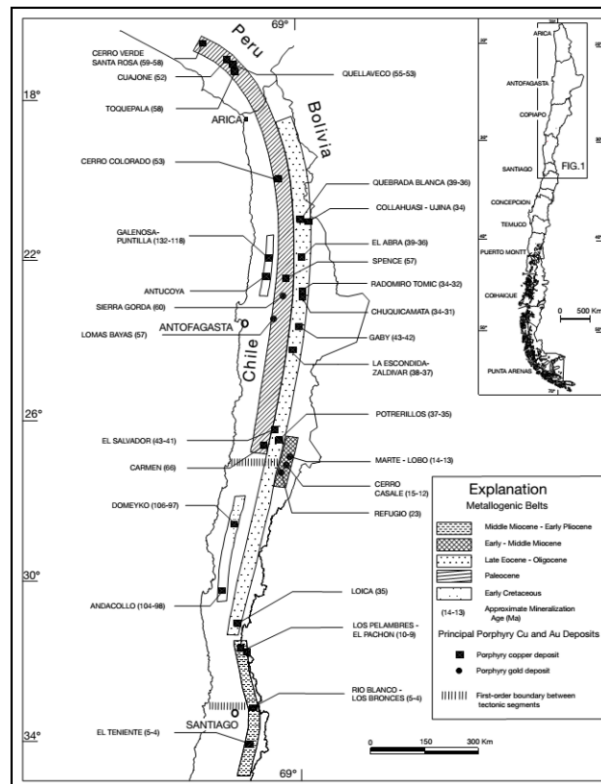 69°
Peru
CERRO VERDE
SANTA ROSA (59-58)
CUAJONE (52)
QUELLAVECO (55-53)
18°
TOQUEPALA (58)
ARICA
Bolivia
CERRO COLORADO (53)
QUEBRADA BLANCA (39-36)
COLLAHUASI - UJINA (34)
GALENOSA-
PUNTILLA (132-118)
22°
EL ABRA (39-36)
SPENCE (57)
ANTUCOYA
RADOMIRO TOMIC (34-32)
SIERRA GORDA (60)
CHUQUICAMATA (34-31)
ANTOFAGASTA
LOMAS BAYAS (57)
GABY (43-42)
Chile
LA ESCONDIDA-
ZALDIVAR (38-37)
26°
POTRERILLOS (37-35)
EL SALVADOR (43-41)
MARTE - LOBO (14-13)
CARMEN (66)
CERRO
CASALE (15-12)
DOMEYKO (106-97)
REFUGIO (23)
30°
LOICA (35)
ANDACOLLO (104-98)
LOS PELAMBRES -
EL PACHON (10-9)
RIO BLANCO -
LOS BRONCES (5-4)
SANTIAGO
34°
EL TENIENTE (5-4)
69°
0 150 300 Km
ARICA
ANTOFAGASTA
COPIAPO
SANTIAGO
FIG.1
CONCEPCION
TEMUCO
PUERTO MONTT
COIHAIQUE
0 500 Km
PUNTA ARENAS
Explanation
Metallogenic Belts
Middle Miocene - Early Pliocene
Early - Middle Miocene
Late Eocene - Oligocene
Paleocene
Early Cretaceous
(14-13) Approximate Mineralization
Age (Ma)
Principal Porphyry Cu and Au Deposits
Porphyry copper deposit
Porphyry gold deposit
First-order boundary between
tectonic segments